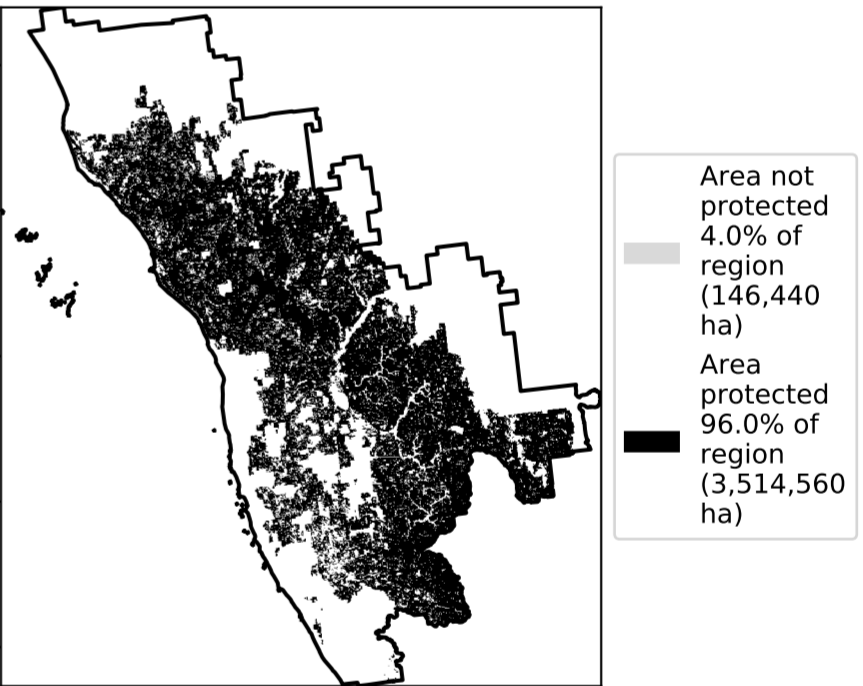 Area not
protected
4.0% of
region
(146,440
ha)
Area
protected
96.0% of
region
(3,514,560
ha)